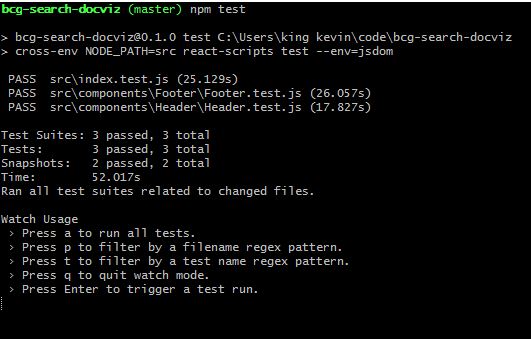 bcg-search-docviz (master) npm test
> bcg-search-docviz@0.1.0 test C:\Users\king kevin\code\bcg-search-docviz
> cross-env NODE_PATH=src react-scripts test --env=jsdom
PASS src\index.test.js (25.129s)
PASS src\components\Footer\Footer.test.js (26.057s)
PASS src\components\Header\Header.test.js (17.827s)
Test Suites: 3 passed, 3 total
Tests: 3 passed, 3 total
Snapshots: 2 passed, 2 total
Time: 52.017s
Ran all test suites related to changed files.
Watch Usage
› Press a to run all tests.
› Press p to filter by a filename regex pattern.
› Press t to filter by a test name regex pattern.
› Press q to quit watch mode.
› Press Enter to trigger a test run.